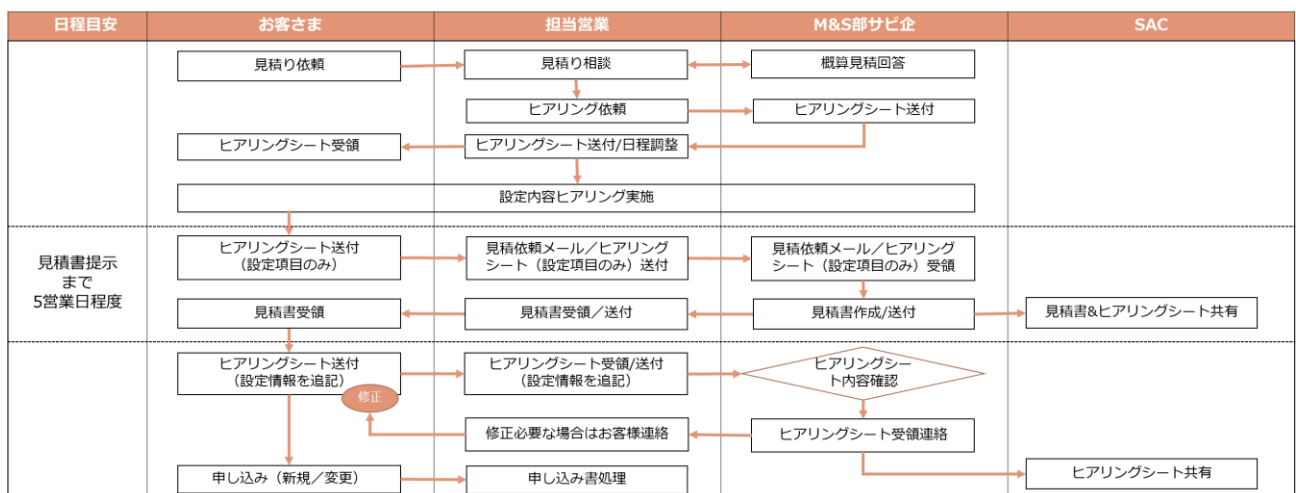 日程目安
お客さま
担当営業
M&S部サビ企
SAC
見積り依頼
見積り相談
概算見積回答
ヒアリング依頼
ヒアリングシート送付
ヒアリングシート受領
ヒアリングシート送付/日程調整
設定内容ヒアリング実施
見積書提示
まで
5営業日程度
ヒアリングシート送付
（設定項目のみ）
見積依頼メール／ヒアリング
シート（設定項目のみ）送付
見積依頼メール／ヒアリング
シート（設定項目のみ）受領
見積書受領
見積書受領／送付
見積書作成/送付
見積書&ヒアリングシート共有
ヒアリングシート送付
（設定情報を追記）
ヒアリングシート受領/送付
（設定情報を追記）
ヒアリングシー
ト内容確認
修正
修正必要な場合はお客様連絡
ヒアリングシート受領連絡
申し込み（新規／変更）
申し込み書処理
ヒアリングシート共有